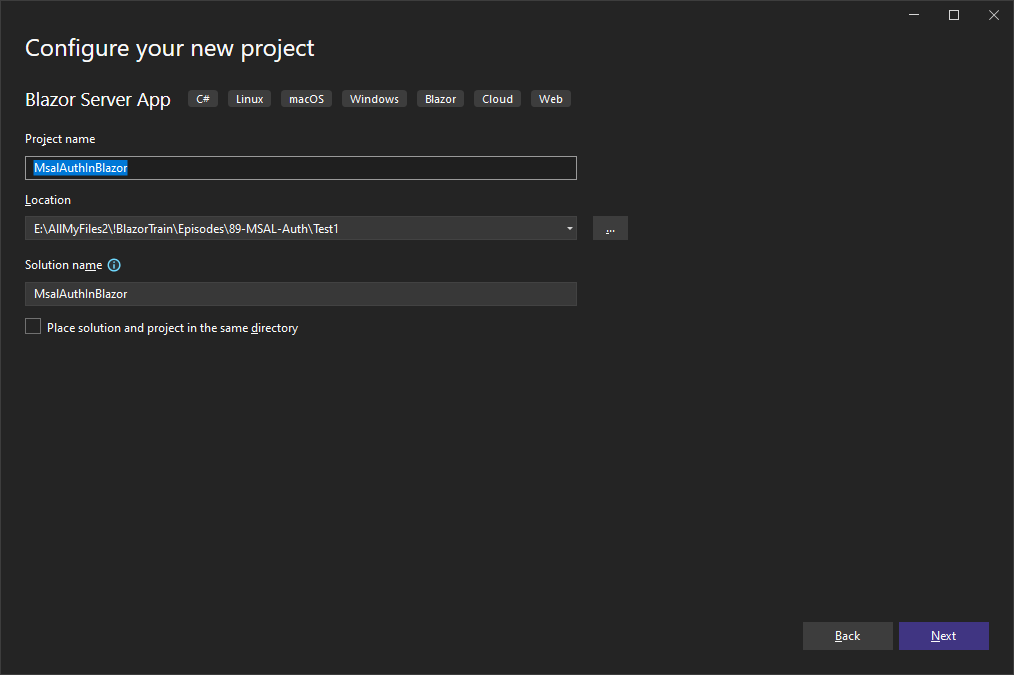 Configure your new project
Blazor Server App C# Linux macOS Windows Blazor Cloud Web
Project name
MsalAuthInBlazor
Location
E:\AllMyFiles2\!BlazorTrain\Episodes\89-MSAL-Auth\Test1 ...
Solution name
MsalAuthInBlazor
Place solution and project in the same directory
Back Next